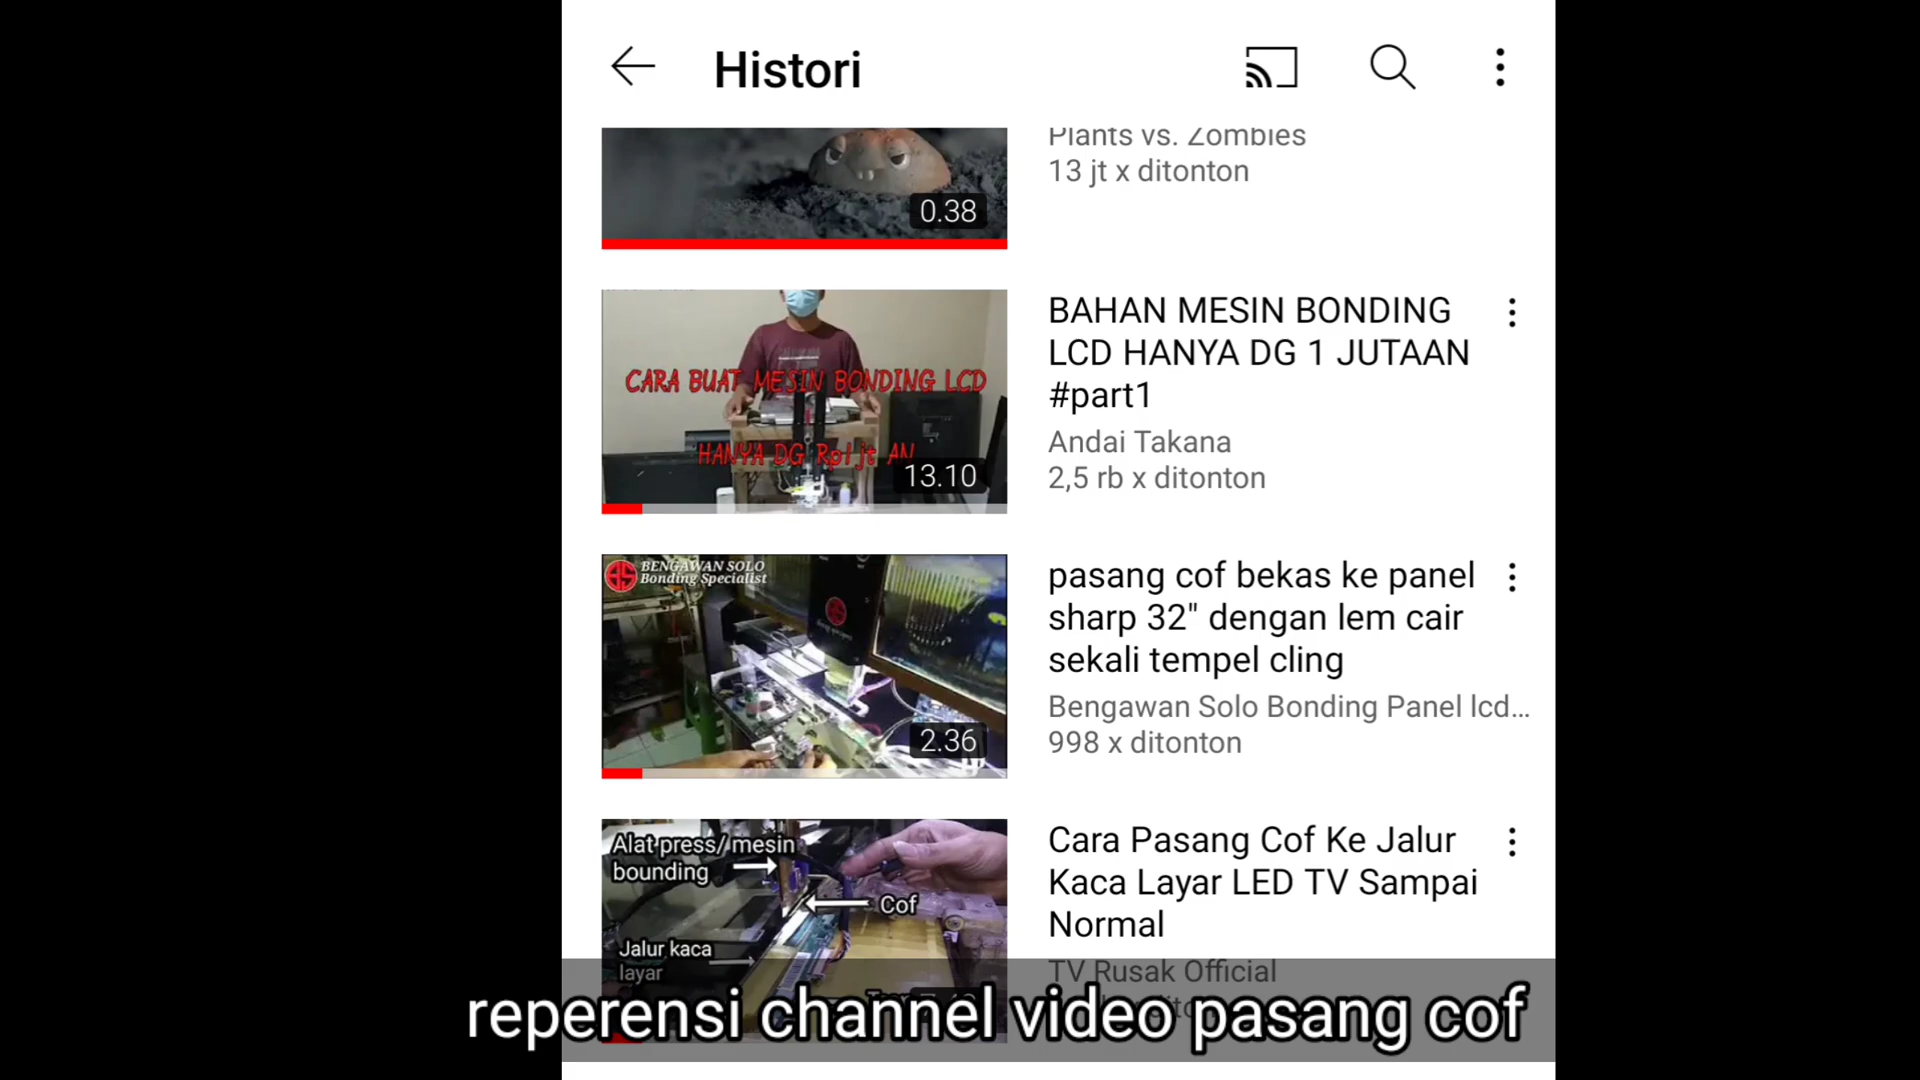 Histori
Plants vs. Zombies
13 jt x ditonton
0.38
CARA BUAT MESIN BONDING LCD
HANYA DG Rp1jt AN
13.10
BAHAN MESIN BONDING
LCD HANYA DG 1 JUTAAN
#part1
Andai Takana
2,5 rb x ditonton
BENGAWAN SOLO
Bonding Specialist
2.36
pasang cof bekas ke panel
sharp 32" dengan lem cair
sekali tempel cling
Bengawan Solo Bonding Panel lcd...
998 x ditonton
Alat press/mesin
bounding
Cof
Jalur kaca
layar
Cara Pasang Cof Ke Jalur
Kaca Layar LED TV Sampai
Normal
TV Rusak Official
reperensi channel video pasang cof